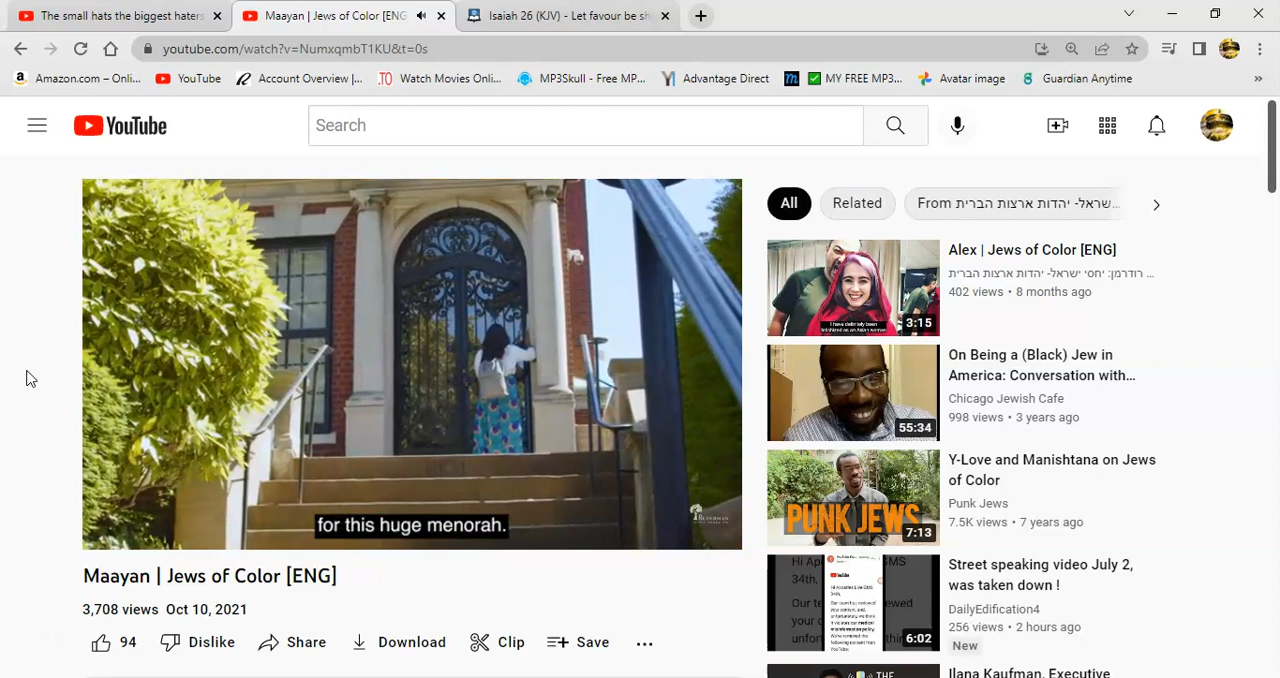 The small hats the biggest haters
Maayan | Jews of Color [ENG]
Isaiah 26 (KJV) - Let favour be sh
youtube.com/watch?v=NumxqmbT1KU&t=0s
Amazon.com – Onli...
YouTube
Account Overview |...
Watch Movies Onli...
MP3Skull - Free MP...
Advantage Direct
MY FREE MP3...
Avatar image
Guardian Anytime
»
YouTube
Search
for this huge menorah.
Maayan | Jews of Color [ENG]
3,708 views Oct 10, 2021
94 Dislike Share Download Clip Save ...
All Related From שראל- יהדות ארצות הברית...
3:15
Alex | Jews of Color [ENG]
רודרמן: יחסי ישראל- יהדות ארצות הברית ...
402 views • 8 months ago
55:34
On Being a (Black) Jew in
America: Conversation with...
Chicago Jewish Cafe
998 views • 3 years ago
PUNK JEWS
7:13
Y-Love and Manishtana on Jews
of Color
Punk Jews
7.5K views • 7 years ago
6:02
Street speaking video July 2,
was taken down !
DailyEdification4
256 views • 2 hours ago
New
THE
Ilana Kaufman, Executive